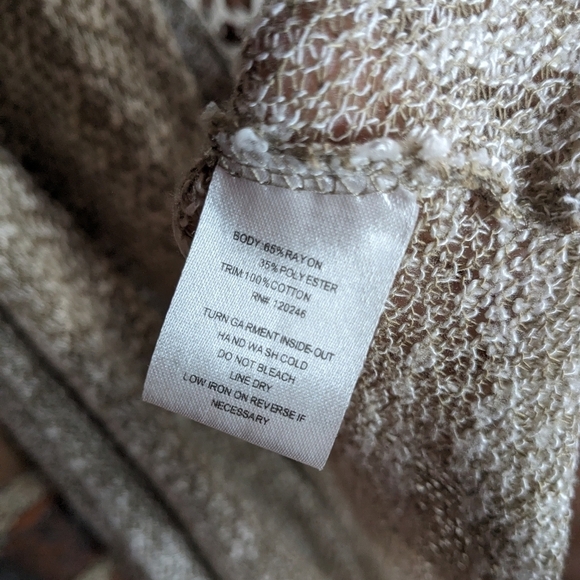 BODY:65%RAYON
35%POLYESTER
TRIM:100%COTTON
RN# 120246
TURN GARMENT INSIDE-OUT
HAND WASH COLD
DO NOT BLEACH
LINE DRY
LOW IRON ON REVERSE IF
NECESSARY